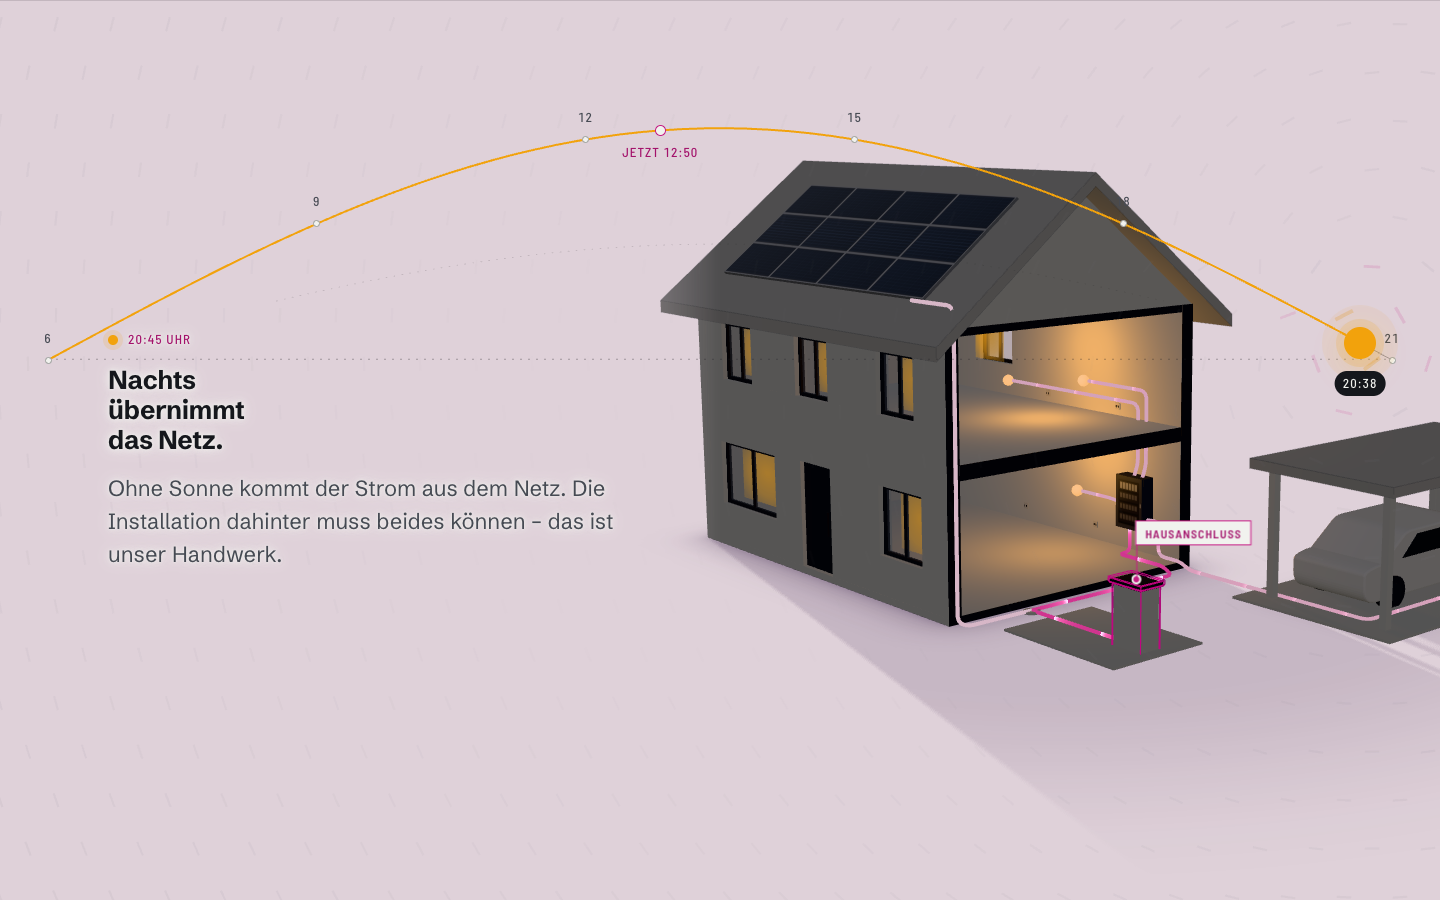 12
15
JETZT 12:50
9
8
6
20:45 UHR
21
Nachts
übernimmt
das Netz.
20:38
Ohne Sonne kommt der Strom aus dem Netz. Die
Installation dahinter muss beides können – das ist
unser Handwerk.
HAUSANSCHLUSS